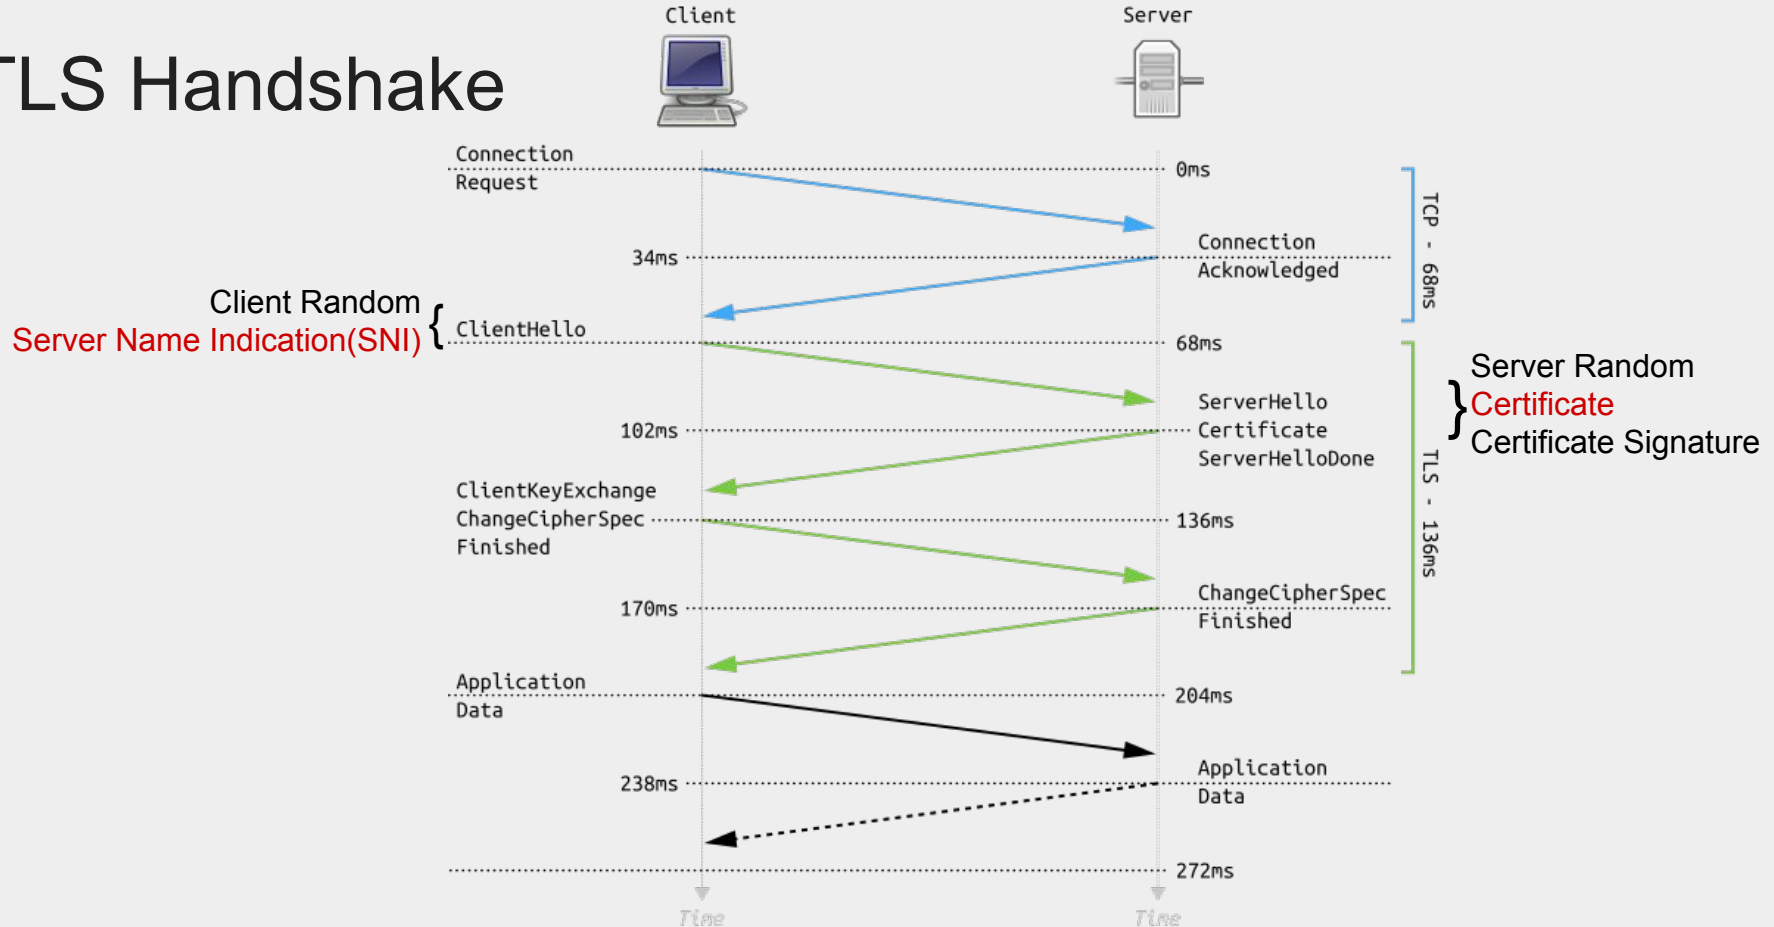 Client
Server
TLS Handshake
Connection
Request
0ms
TCP - 68ms
Connection
Acknowledged
34ms
Client Random
Server Name Indication(SNI)
{
ClientHello
68ms
Server Random
Certificate
Certificate Signature
}
ServerHello
Certificate
ServerHelloDone
102ms
TLS - 136ms
ClientKeyExchange
ChangeCipherSpec
Finished
136ms
ChangeCipherSpec
Finished
170ms
Application
Data
204ms
Application
Data
238ms
272ms
Time
Time